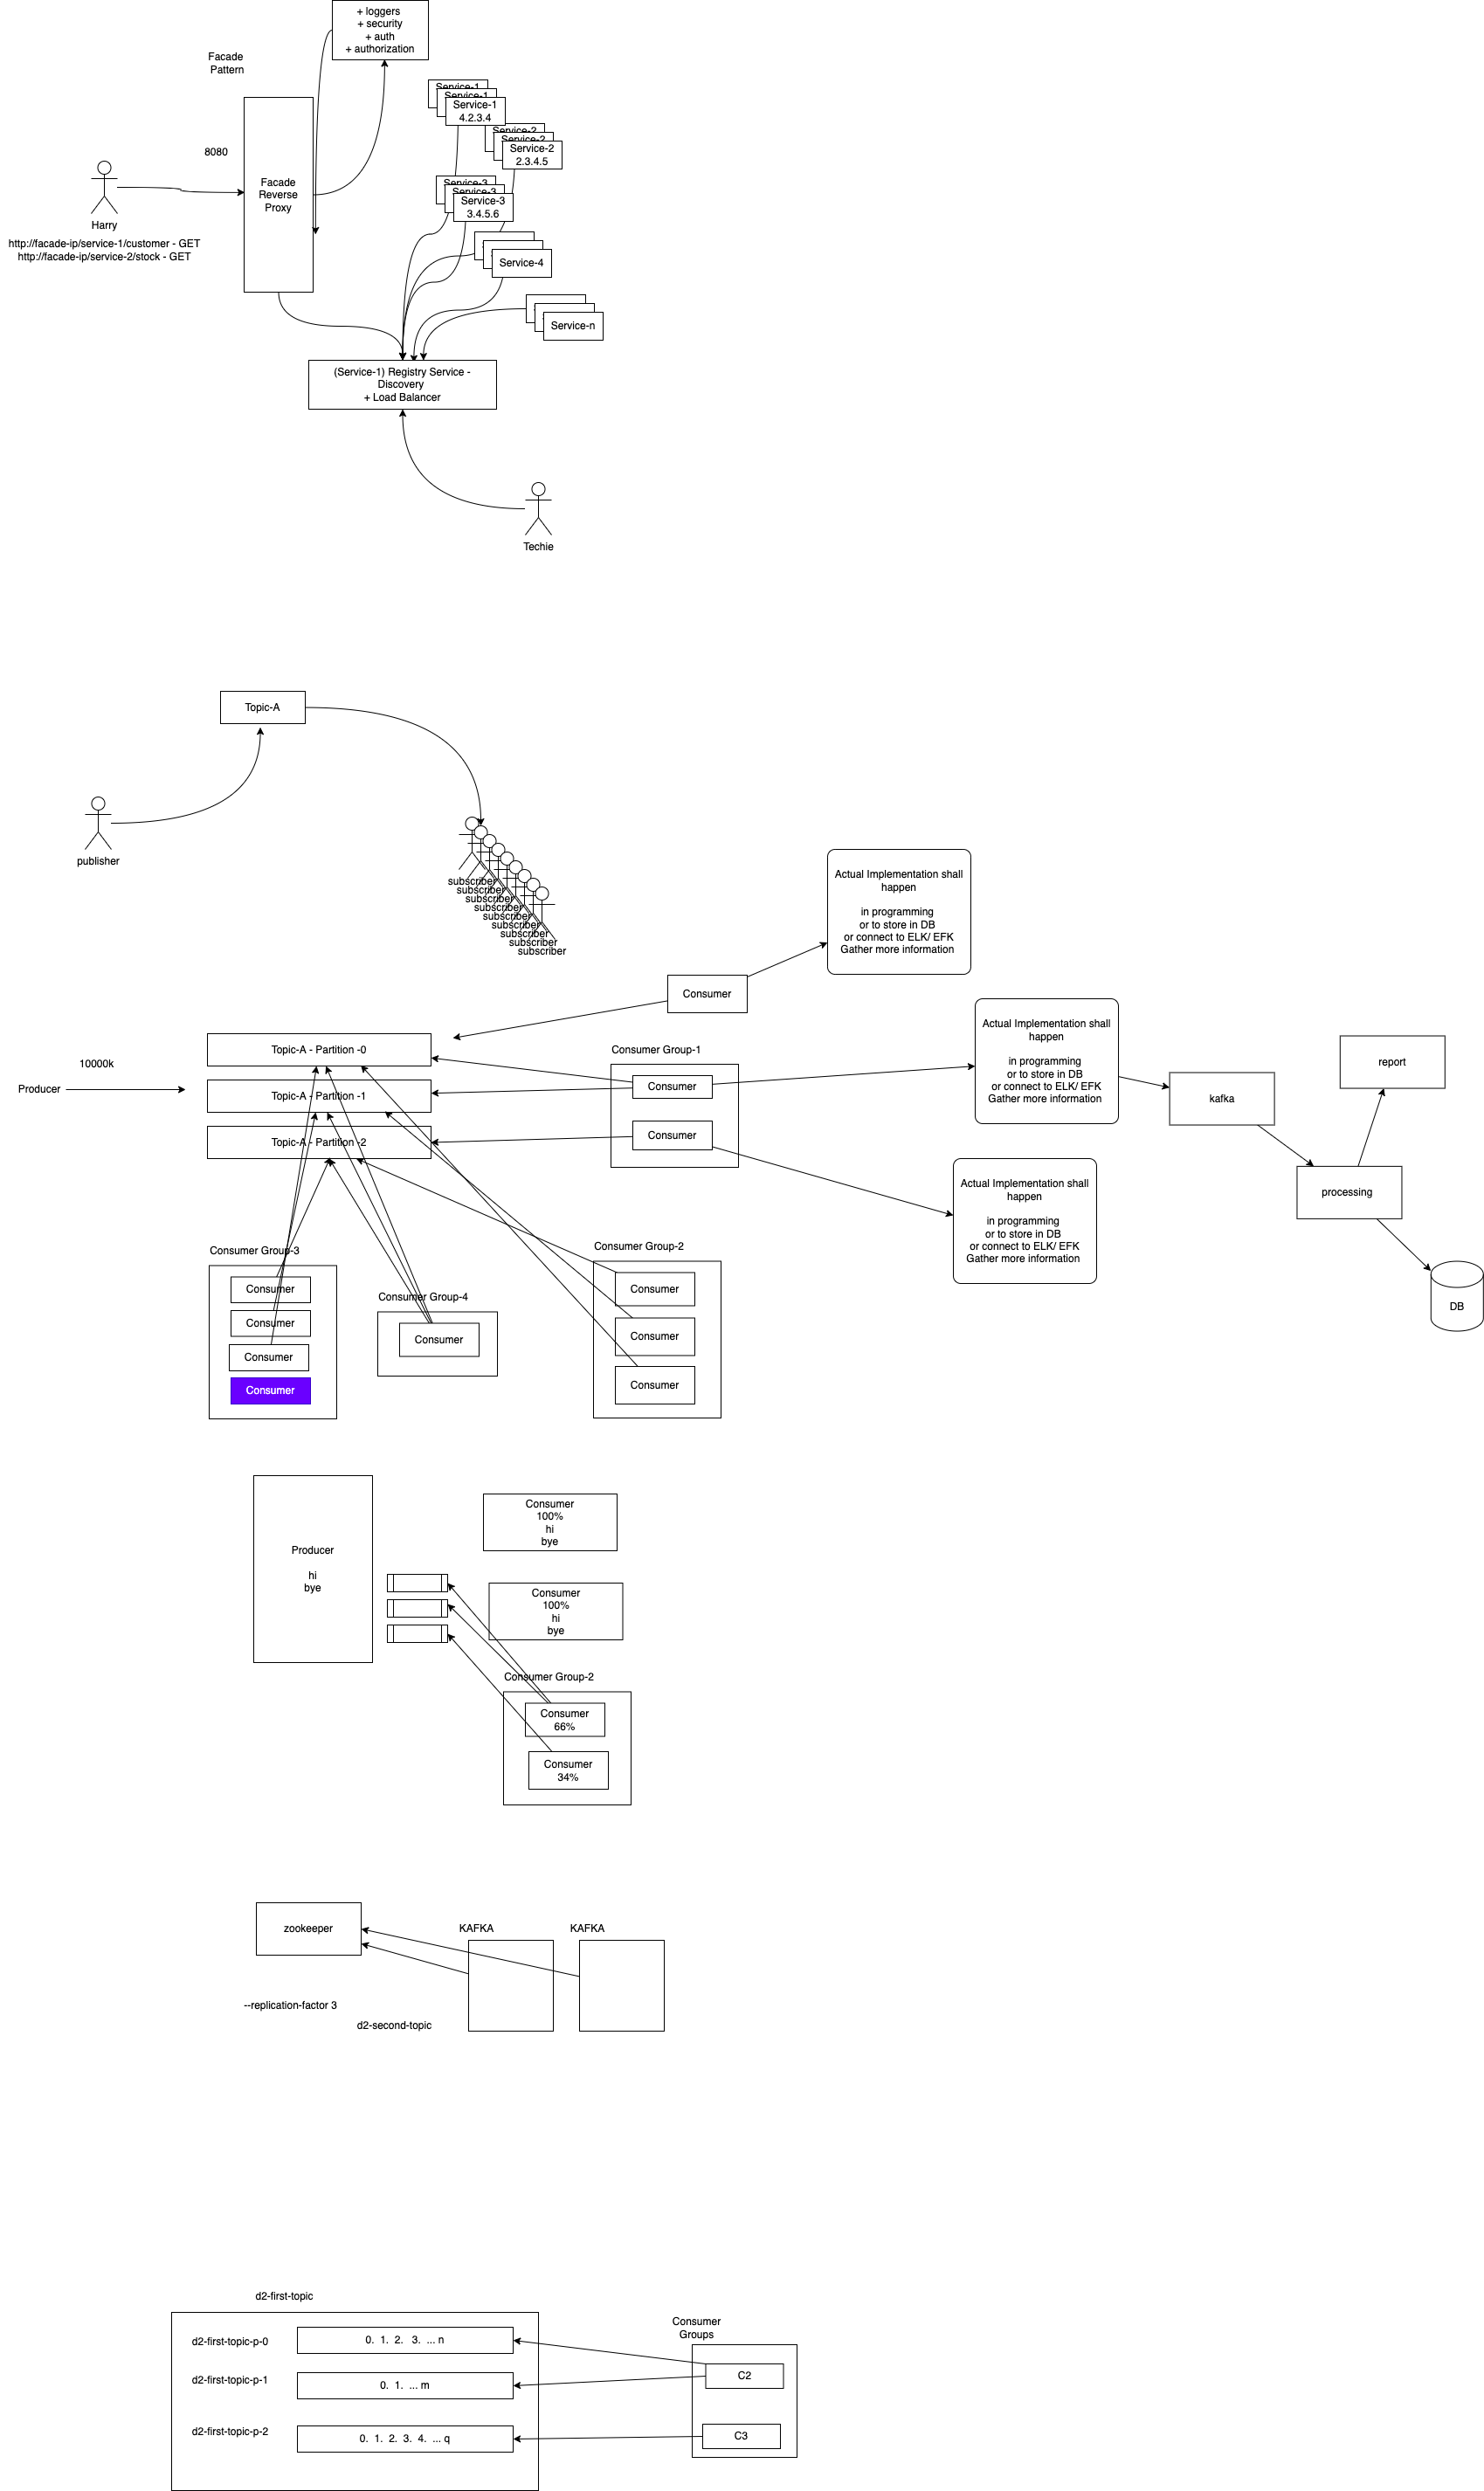 + loggers
+ security
+ auth
+ authorization
Facade
Pattern
Service-1
Service-1
Service-1
4.2.3.4
8080
Service-2
Service-2
Service-2
2.3.4.5
Facade
Reverse
Proxy
Service-3
Service-3
Service-3
3.4.5.6
Harry
http://facade-ip/service-1/customer - GET
http://facade-ip/service-2/stock - GET
Service-4
Service-n
(Service-1) Registry Service -
Discovery
+ Load Balancer
Techie
Topic-A
publisher
subscriber
subscriber
subscriber
subscriber
subscriber
subscriber
subscriber
subscriber
subscriber
Actual Implementation shall
happen
in programming
or to store in DB
or connect to ELK/ EFK
Gather more information
Consumer
Producer
10000k
Topic-A - Partition -0
Topic-A - Partition -1
Topic-A - Partition -2
Consumer Group-1
Consumer
Consumer
Actual Implementation shall
happen
in programming
or to store in DB
or connect to ELK/ EFK
Gather more information
kafka
report
processing
DB
Actual Implementation shall
happen
in programming
or to store in DB
or connect to ELK/ EFK
Gather more information
Consumer Group-3
Consumer
Consumer
Consumer
Consumer
Consumer Group-4
Consumer
Consumer Group-2
Consumer
Consumer
Consumer
Producer
hi
bye
Consumer
100%
hi
bye
Consumer
100%
hi
bye
Consumer Group-2
Consumer
66%
Consumer
34%
zookeeper
KAFKA
KAFKA
--replication-factor 3
d2-second-topic
d2-first-topic
d2-first-topic-p-0
0. 1. 2. 3. ... n
d2-first-topic-p-1
0. 1. ... m
d2-first-topic-p-2
0. 1. 2. 3. 4. ... q
Consumer
Groups
C2
C3